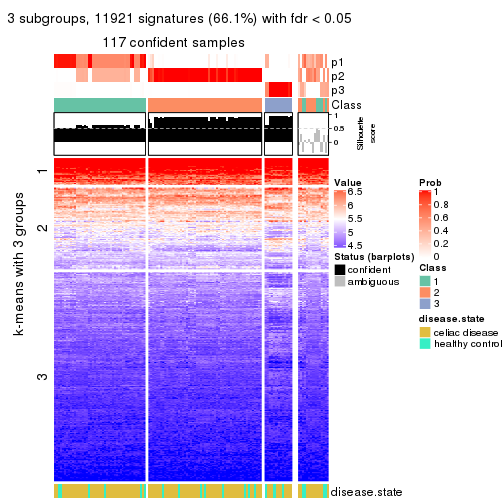 3 subgroups, 11921 signatures (66.1%) with fdr < 0.05
117 confident samples
p1
p2
p3
Class
1
0.5
0
Silhouette
score
k-means with 3 groups
1
2
3
disease.state
Value
6.5
6
5.5
5
4.5
Status (barplots)
confident
ambiguous
Prob
1
0.8
0.6
0.4
0.2
0
Class
1
2
3
disease.state
celiac disease
healthy control